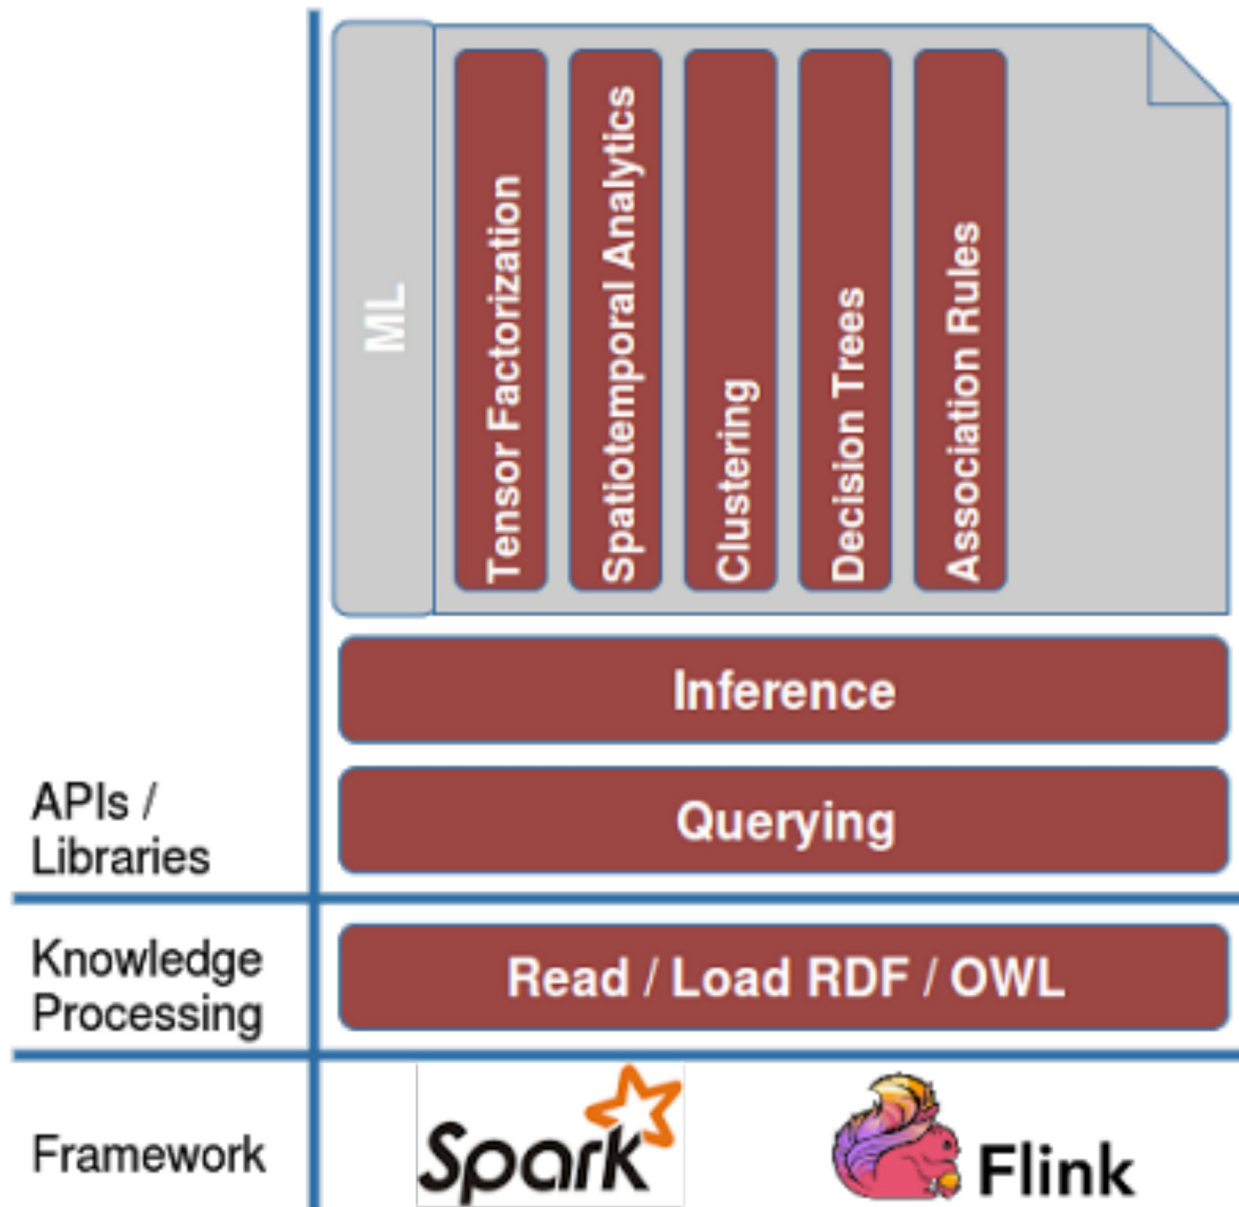 ML
Tensor Factorization
Spatiotemporal Analytics
Clustering
Decision Trees
Association Rules
Inference
APIs /
Libraries
Querying
Knowledge
Processing
Read / Load RDF / OWL
Framework
Spark
Flink